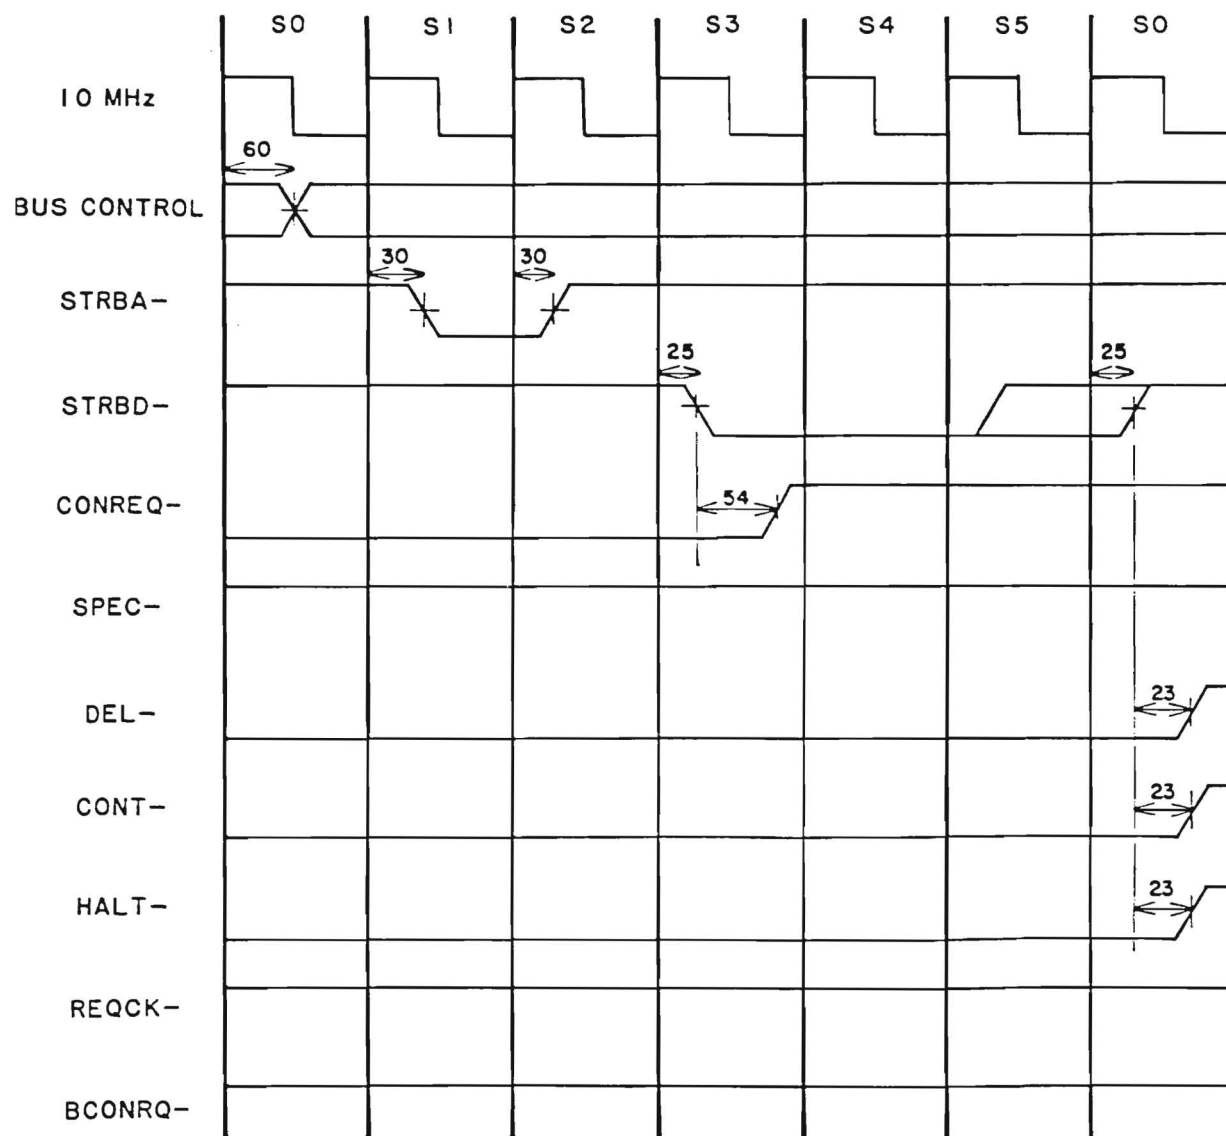 S0 S1 S2 S3 S4 S5 S0
10 MHz
60
BUS CONTROL
30 30
STRBA-
25 25
STRBD-
54
CONREQ-
SPEC-
23
DEL-
23
CONT-
23
HALT-
REQCK-
BCONRQ-